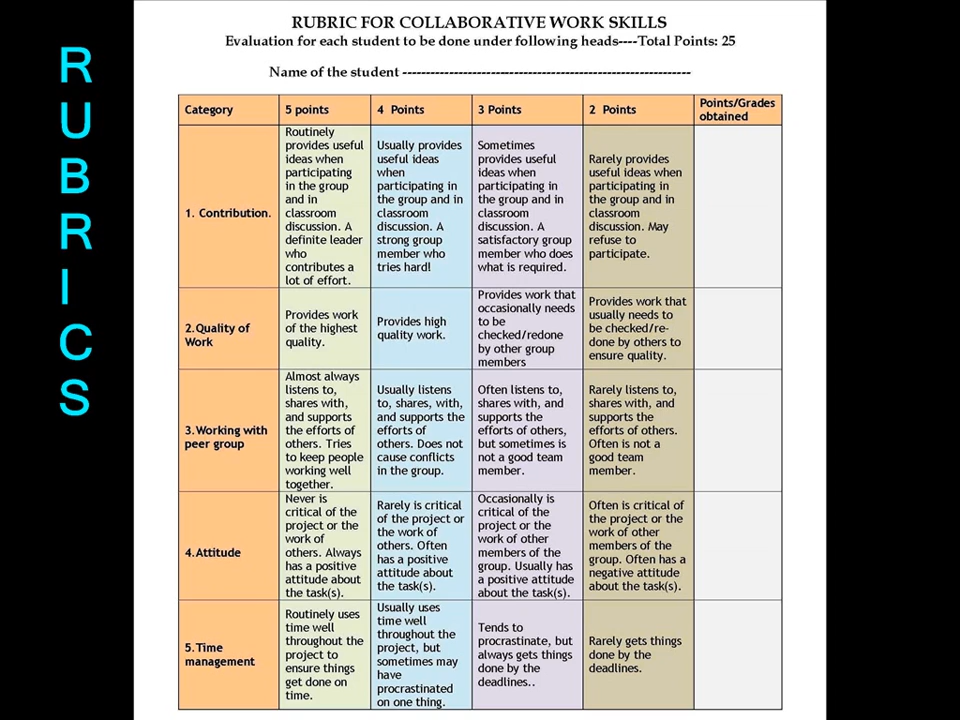 RUBRICS
RUBRIC FOR COLLABORATIVE WORK SKILLS
Evaluation for each student to be done under following heads----Total Points: 25
Name of the student -------------------------------------------------------------
Category
5 points
4 Points
3 Points
2 Points
Points/Grades
obtained
1. Contribution.
Routinely
provides useful
ideas when
participating
in the group
and in
classroom
discussion. A
definite leader
who
contributes a
lot of effort.
Usually provides
useful ideas
when
participating in
the group and in
classroom
discussion. A
strong group
member who
tries hard!
Sometimes
provides useful
ideas when
participating in
the group and in
classroom
discussion. A
satisfactory group
member who does
what is required.
Rarely provides
useful ideas when
participating in
the group and in
classroom
discussion. May
refuse to
participate.
2.Quality of
Work
Provides work
of the highest
quality.
Provides high
quality work.
Provides work that
occasionally needs
to be
checked/redone
by other group
members
Provides work that
usually needs to
be checked/re-
done by others to
ensure quality.
3.Working with
peer group
Almost always
listens to,
shares with,
and supports
the efforts of
others. Tries
to keep people
working well
together.
Usually listens
to, shares, with,
and supports the
efforts of
others. Does not
cause conflicts
in the group.
Often listens to,
shares with, and
supports the
efforts of others,
but sometimes is
not a good team
member.
Rarely listens to,
shares with, and
supports the
efforts of others.
Often is not a
good team
member.
4.Attitude
Never is
critical of the
project or the
work of
others. Always
has a positive
attitude about
the task(s).
Rarely is critical
of the project or
the work of
others. Often
has a positive
attitude about
the task(s).
Occasionally is
critical of the
project or the
work of other
members of the
group. Usually has
a positive attitude
about the task(s).
Often is critical of
the project or the
work of other
members of the
group. Often has a
negative attitude
about the task(s).
5.Time
management
Routinely uses
time well
throughout the
project to
ensure things
get done on
time.
Usually uses
time well
throughout the
project, but
sometimes may
have
procrastinated
on one thing.
Tends to
procrastinate, but
always gets things
done by the
deadlines..
Rarely gets things
done by the
deadlines.